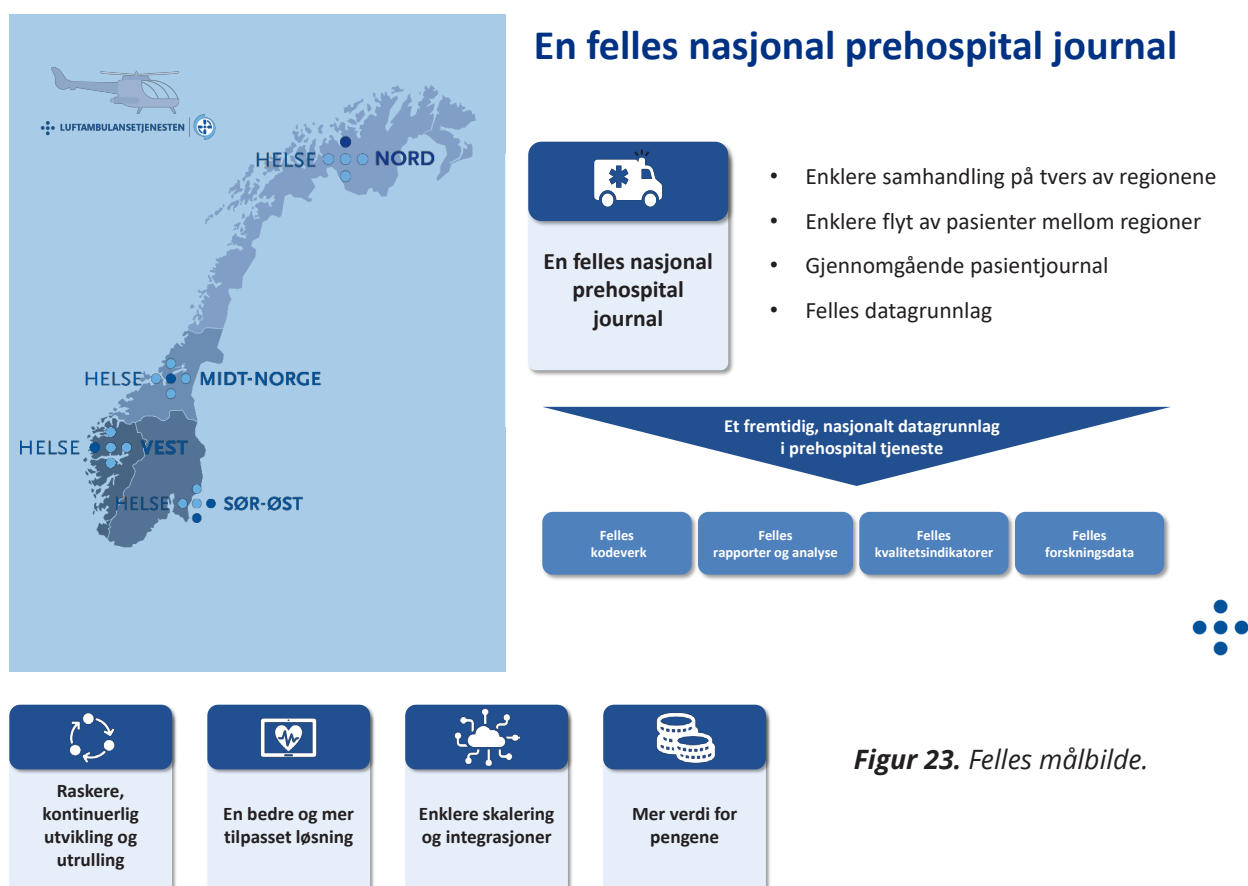 En felles nasjonal prehospital journal
LUFTAMBULANSETJENESTEN
HELSE NORD
HELSE MIDT-NORGE
HELSE VEST
HELSE SØR-ØST
En felles nasjonal
prehospital
journal
• Enklere samhandling på tvers av regionene
• Enklere flyt av pasienter mellom regioner
• Gjennomgående pasientjournal
• Felles datagrunnlag
Et fremtidig, nasjonalt datagrunnlag
i prehospital tjeneste
Felles
kodeverk
Felles
rapporter og analyse
Felles
kvalitetsindikatorer
Felles
forskningsdata
Raskere,
kontinuerlig
utvikling og
utrulling
En bedre og mer
tilpasset løsning
Enklere skalering
og integrasjoner
Mer verdi for
pengene
Figur 23. Felles målbilde.